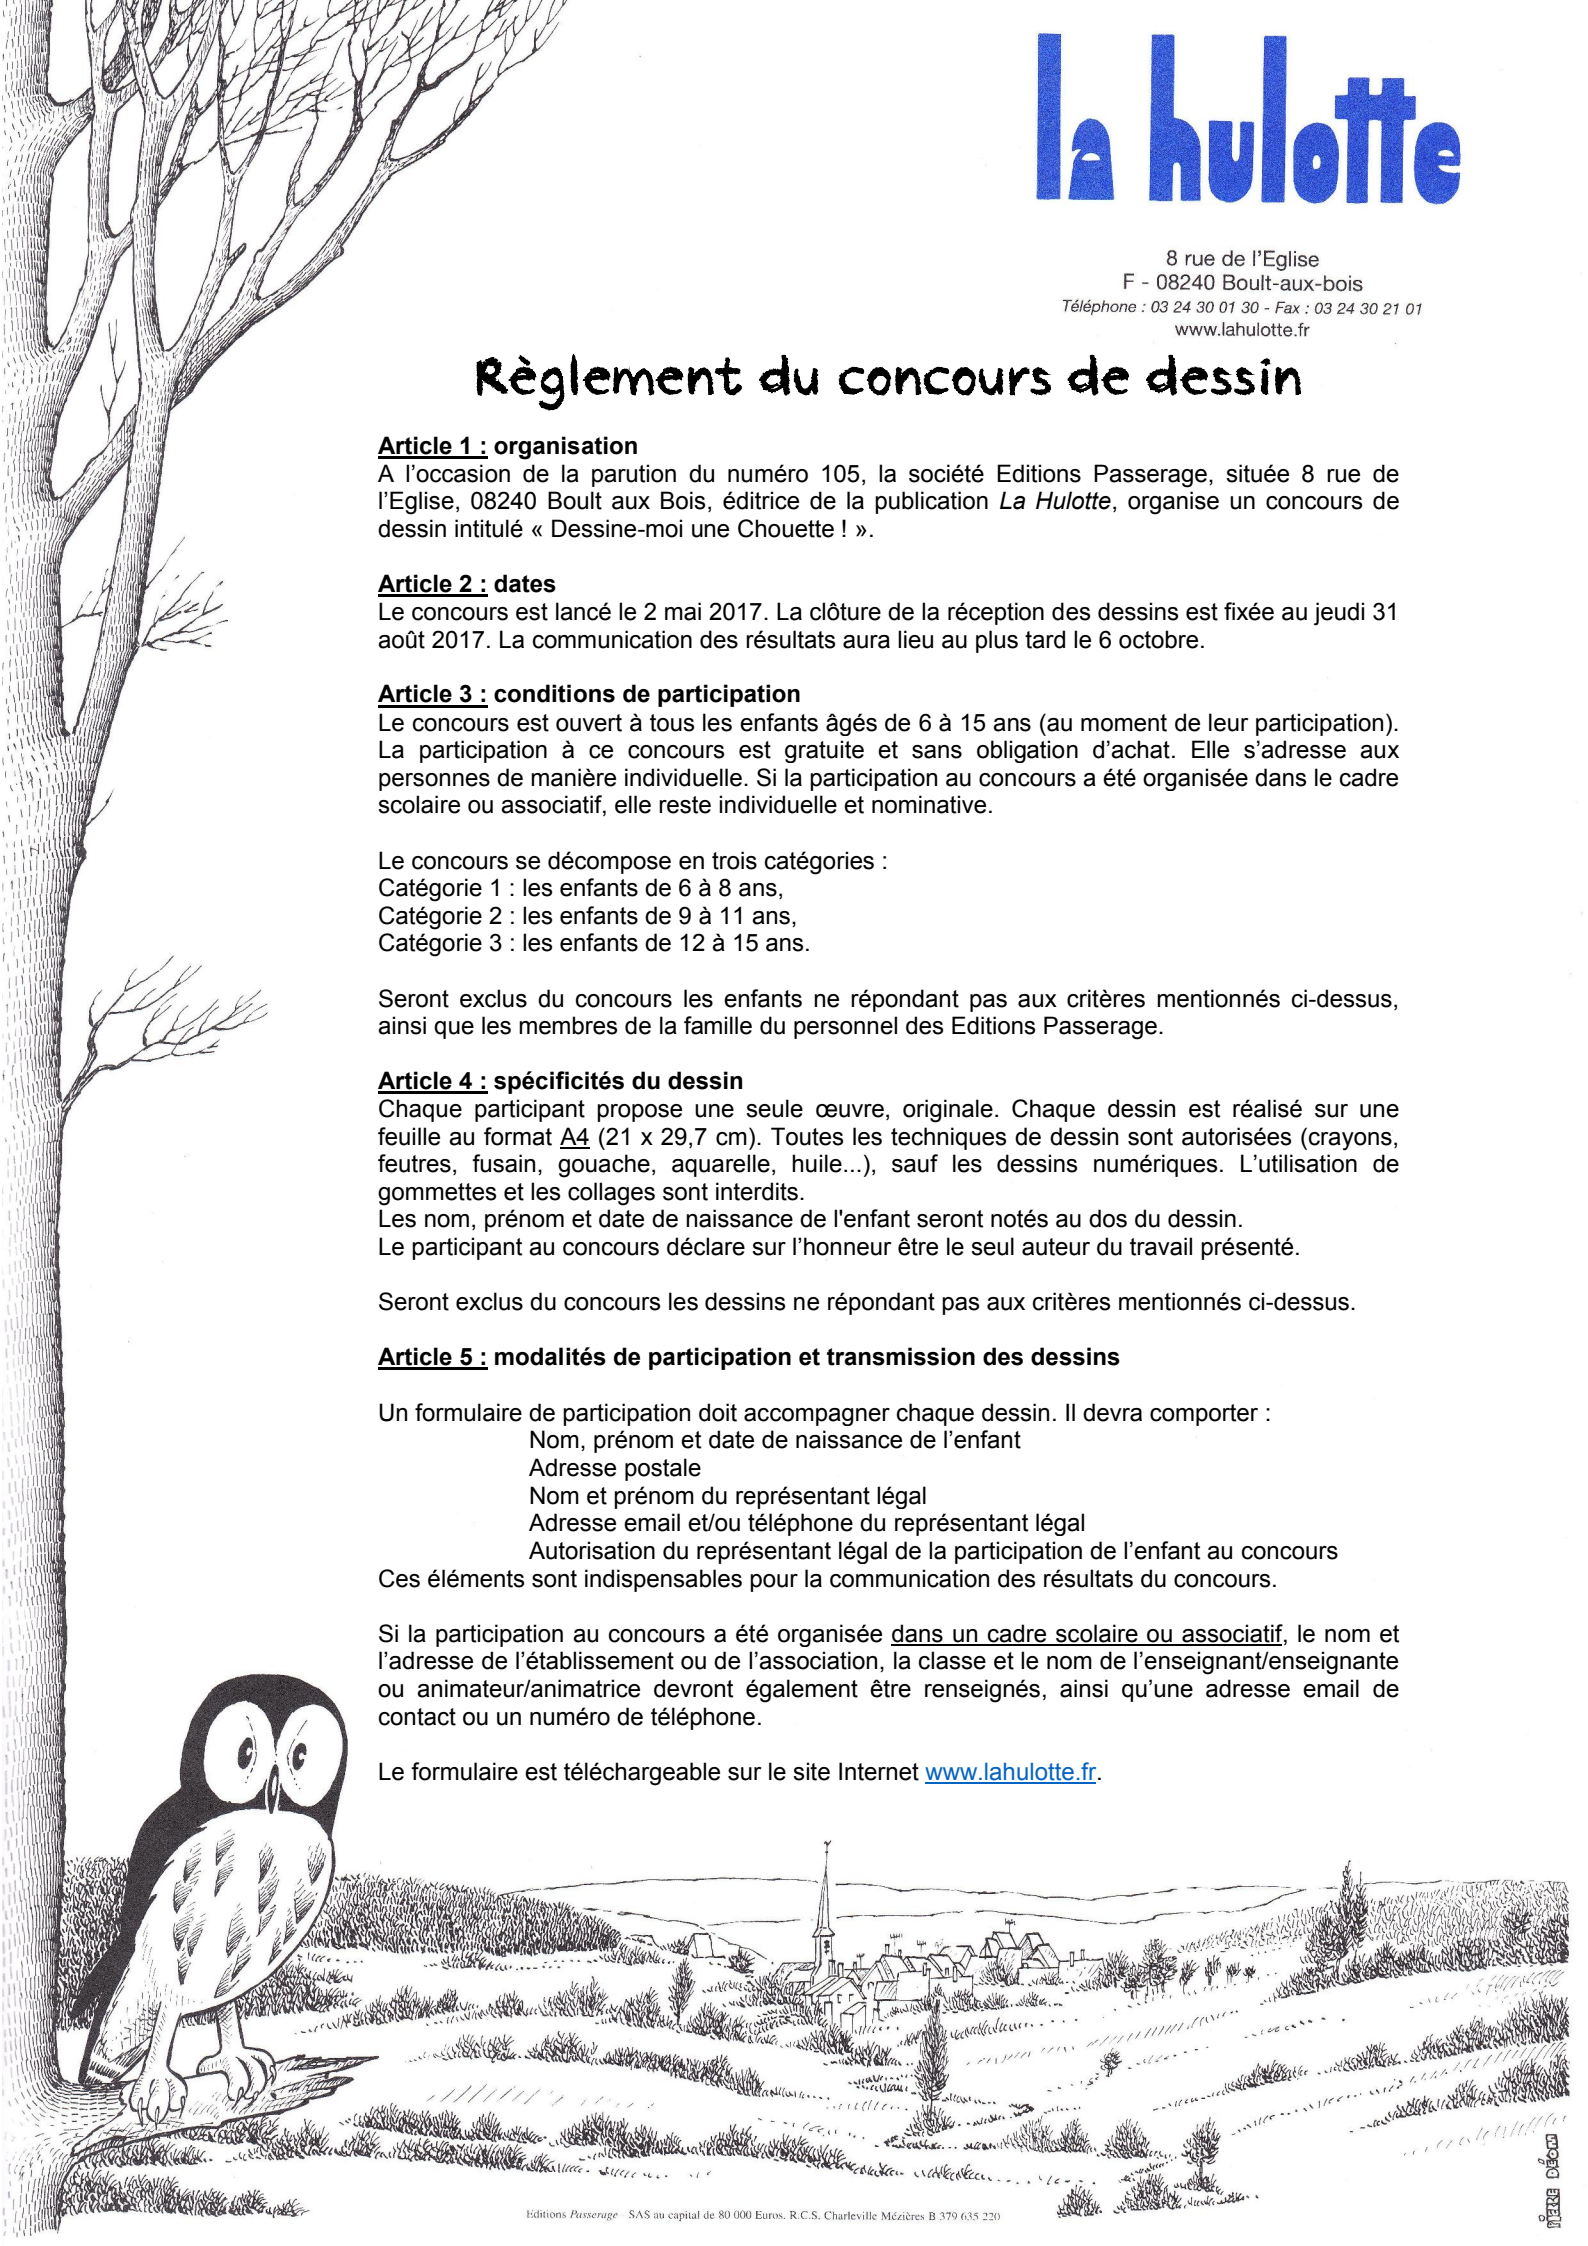 la hulotte
8 rue de l'Eglise
F - 08240 Boult-aux-bois
Téléphone : 03 24 30 01 30 - Fax : 03 24 30 21 01
www.lahulotte.fr
Règlement du concours de dessin
Article 1 : organisation
A l’occasion de la parution du numéro 105, la société Editions Passerage, située 8 rue de
l’Eglise, 08240 Boult aux Bois, éditrice de la publication La Hulotte, organise un concours de
dessin intitulé « Dessine-moi une Chouette ! ».
Article 2 : dates
Le concours est lancé le 2 mai 2017. La clôture de la réception des dessins est fixée au jeudi 31
août 2017. La communication des résultats aura lieu au plus tard le 6 octobre.
Article 3 : conditions de participation
Le concours est ouvert à tous les enfants âgés de 6 à 15 ans (au moment de leur participation).
La participation à ce concours est gratuite et sans obligation d’achat. Elle s’adresse aux
personnes de manière individuelle. Si la participation au concours a été organisée dans le cadre
scolaire ou associatif, elle reste individuelle et nominative.
Le concours se décompose en trois catégories :
Catégorie 1 : les enfants de 6 à 8 ans,
Catégorie 2 : les enfants de 9 à 11 ans,
Catégorie 3 : les enfants de 12 à 15 ans.
Seront exclus du concours les enfants ne répondant pas aux critères mentionnés ci-dessus,
ainsi que les membres de la famille du personnel des Editions Passerage.
Article 4 : spécificités du dessin
Chaque participant propose une seule œuvre, originale. Chaque dessin est réalisé sur une
feuille au format A4 (21 x 29,7 cm). Toutes les techniques de dessin sont autorisées (crayons,
feutres, fusain, gouache, aquarelle, huile...), sauf les dessins numériques. L’utilisation de
gommettes et les collages sont interdits.
Les nom, prénom et date de naissance de l'enfant seront notés au dos du dessin.
Le participant au concours déclare sur l’honneur être le seul auteur du travail présenté.
Seront exclus du concours les dessins ne répondant pas aux critères mentionnés ci-dessus.
Article 5 : modalités de participation et transmission des dessins
Un formulaire de participation doit accompagner chaque dessin. Il devra comporter :
Nom, prénom et date de naissance de l’enfant
Adresse postale
Nom et prénom du représentant légal
Adresse email et/ou téléphone du représentant légal
Autorisation du représentant légal de la participation de l’enfant au concours
Ces éléments sont indispensables pour la communication des résultats du concours.
Si la participation au concours a été organisée dans un cadre scolaire ou associatif, le nom et
l’adresse de l’établissement ou de l’association, la classe et le nom de l’enseignant/enseignante
ou animateur/animatrice devront également être renseignés, ainsi qu’une adresse email de
contact ou un numéro de téléphone.
Le formulaire est téléchargeable sur le site Internet www.lahulotte.fr.
PIERRE DÉOM
Editions Passerage - SAS au capital de 80 000 Euros. R.C.S. Charleville Mézières B 379 635 220